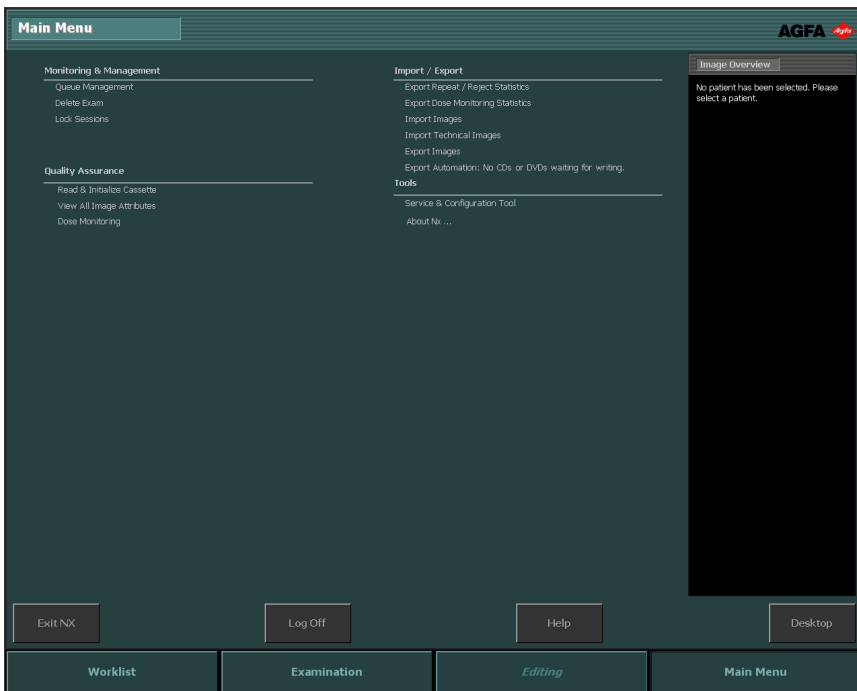 Main Menu
AGFA
Agfa
Monitoring & Management
Queue Management
Delete Exam
Lock Sessions
Quality Assurance
Read & Initialize Cassette
View All Image Attributes
Dose Monitoring
Import / Export
Export Repeat / Reject Statistics
Export Dose Monitoring Statistics
Import Images
Import Technical Images
Export Images
Export Automation: No CDs or DVDs waiting for writing.
Tools
Service & Configuration Tool
About Nx ...
Image Overview
No patient has been selected. Please
select a patient.
Exit NX
Log Off
Help
Desktop
Worklist
Examination
Editing
Main Menu